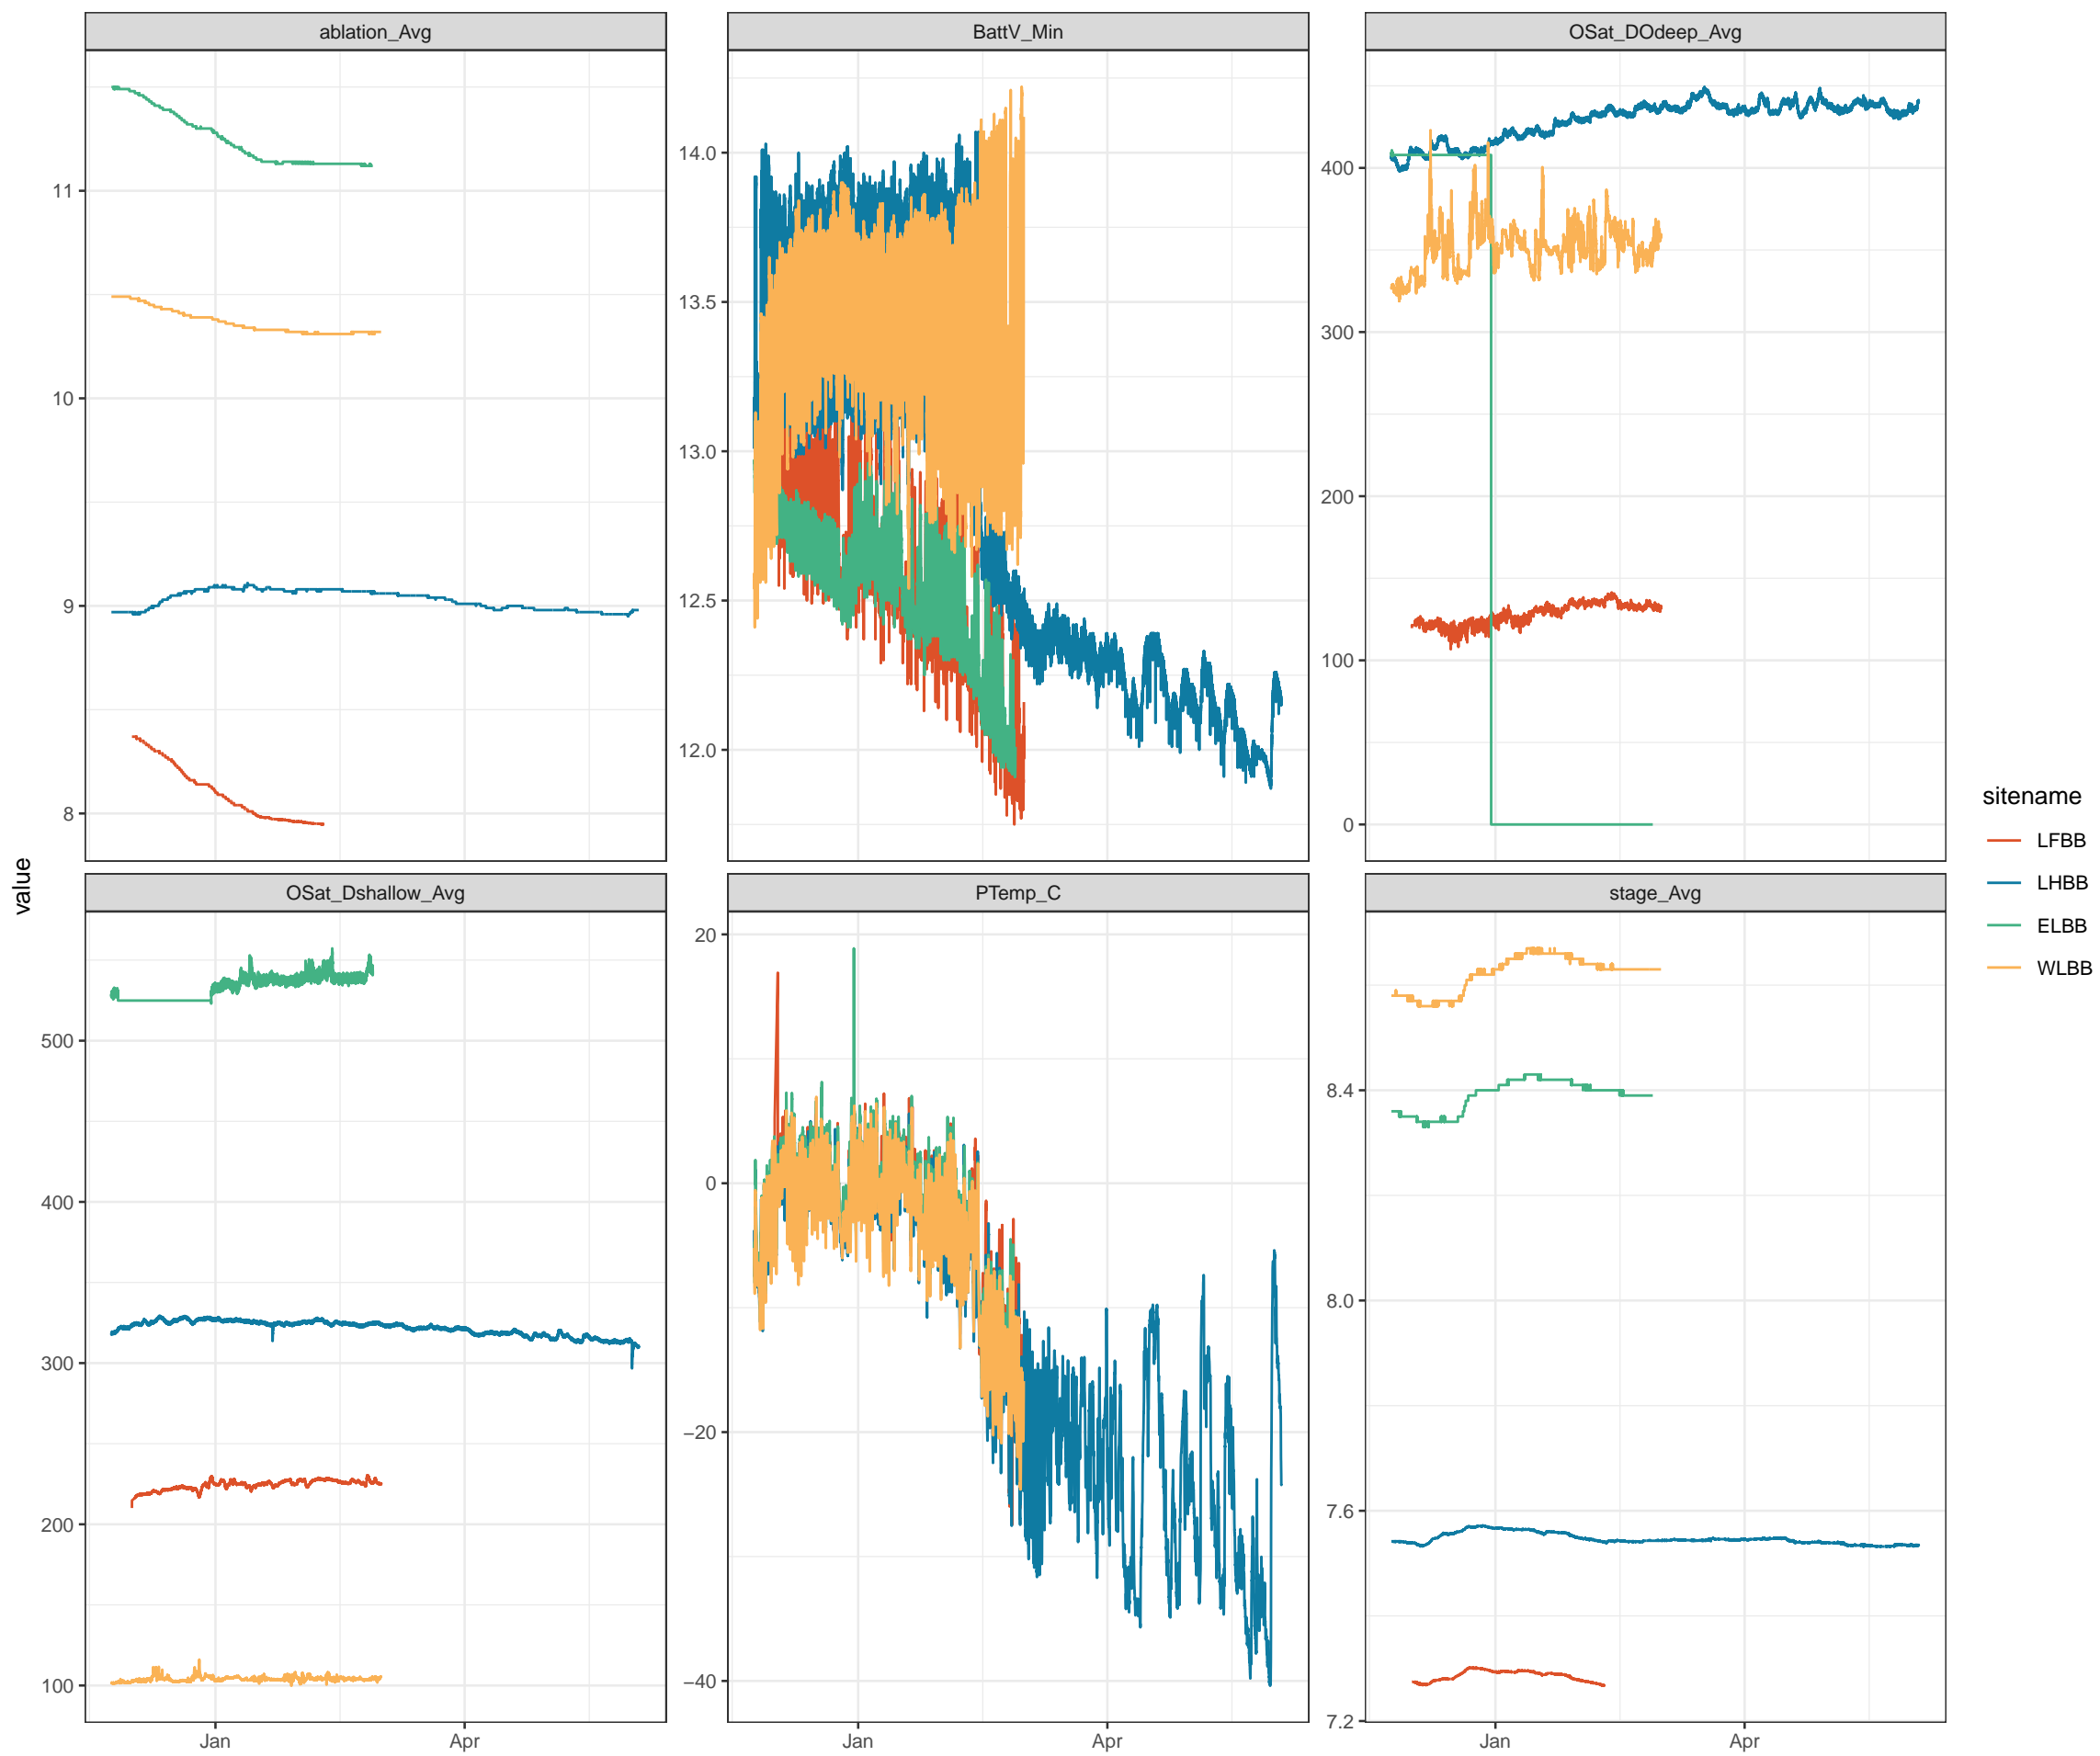 ablation_Avg
BattV_Min
OSat_DOdeep_Avg
11
10
9
8
14.0
13.5
13.0
12.5
12.0
400
300
200
100
0
value
OSat_Dshallow_Avg
PTemp_C
stage_Avg
500
400
300
200
100
20
0
−20
−40
8.4
8.0
7.6
7.2
Jan
Apr
Jan
Apr
Jan
Apr
sitename
LFBB
LHBB
ELBB
WLBB